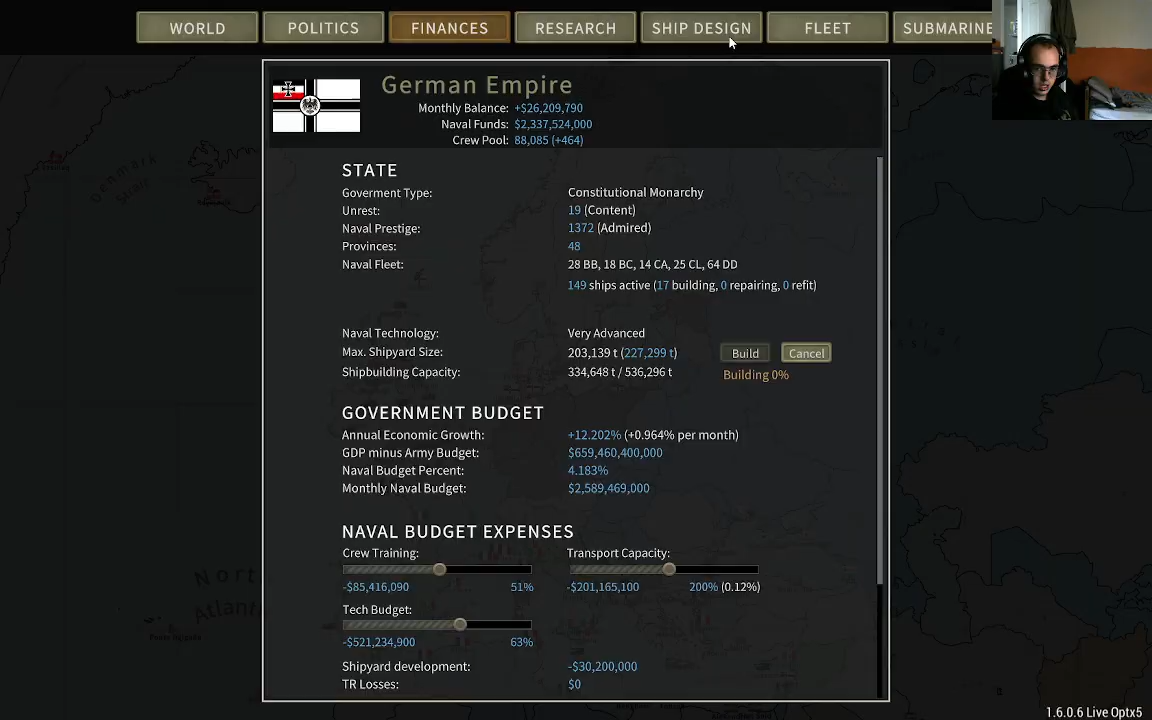 WORLD POLITICS FINANCES RESEARCH SHIP DESIGN FLEET SUBMARINE
German Empire
Monthly Balance: +$26,209,790
Naval Funds: $2,337,524,000
Crew Pool: 88,085 (+464)
STATE
Goverment Type: Constitutional Monarchy
Unrest: 19 (Content)
Naval Prestige: 1372 (Admired)
Provinces: 48
Naval Fleet: 28 BB, 18 BC, 14 CA, 25 CL, 64 DD
149 ships active (17 building, 0 repairing, 0 refit)
Naval Technology: Very Advanced
Max. Shipyard Size: 203,139 t (227,299 t) Build Cancel
Shipbuilding Capacity: 334,648 t / 536,296 t Building 0%
GOVERNMENT BUDGET
Annual Economic Growth: +12.202% (+0.964% per month)
GDP minus Army Budget: $659,460,400,000
Naval Budget Percent: 4.183%
Monthly Naval Budget: $2,589,469,000
NAVAL BUDGET EXPENSES
Crew Training: Transport Capacity:
-$85,416,090 51% -$201,165,100 200% (0.12%)
Tech Budget:
-$521,234,900 63%
Shipyard development: -$30,200,000
TR Losses: $0
1.6.0.6 Live Optx5